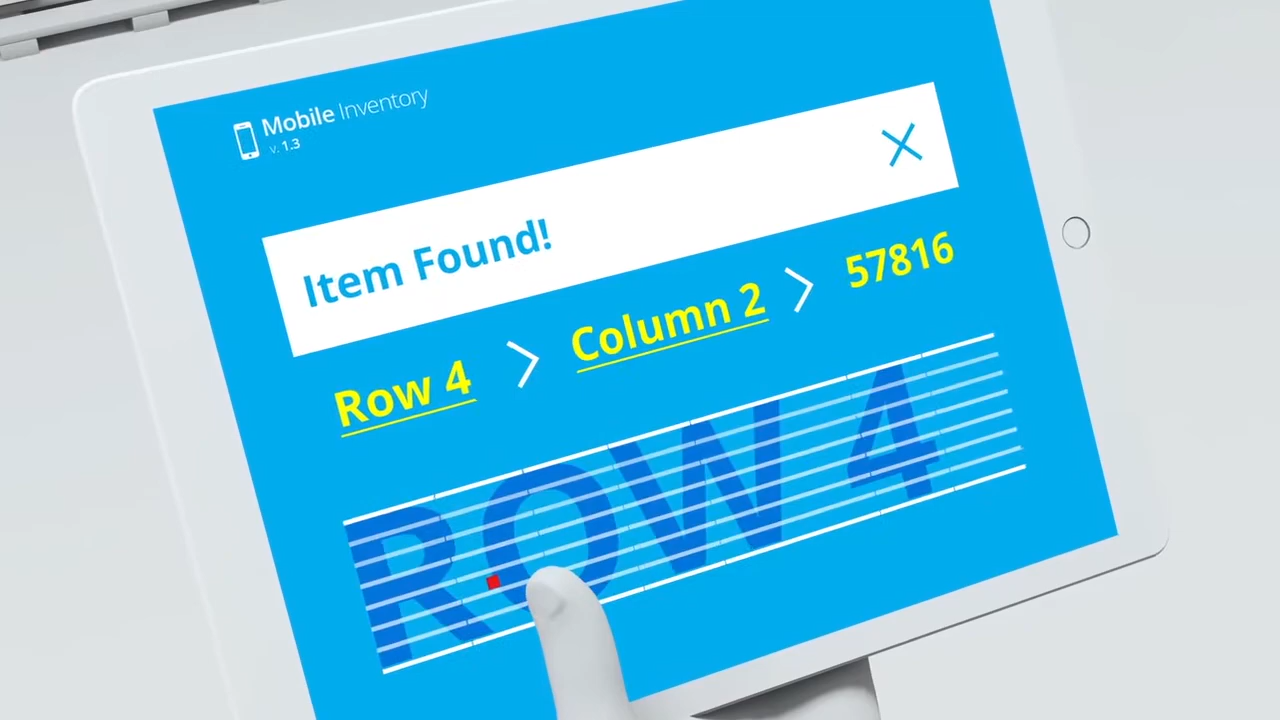 Mobile Inventory
v. 1.3
Item Found!
Row 4 > Column 2 > 57816
ROW 4